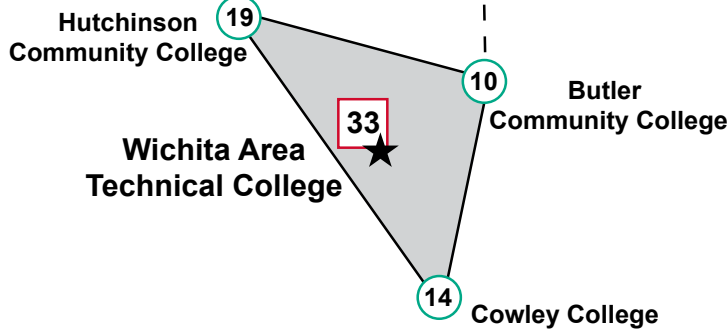 19
Hutchinson
Community College
10
Butler
Community College
33
Wichita Area
Technical College
14
Cowley College